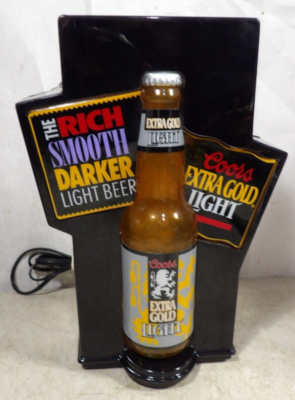 THE RICH
SMOOTH
DARKER
LIGHT BEER
EXTRA GOLD
LIGHT
Coors
EXTRA GOLD
LIGHT
Coors
EXTRA
GOLD
LIGHT